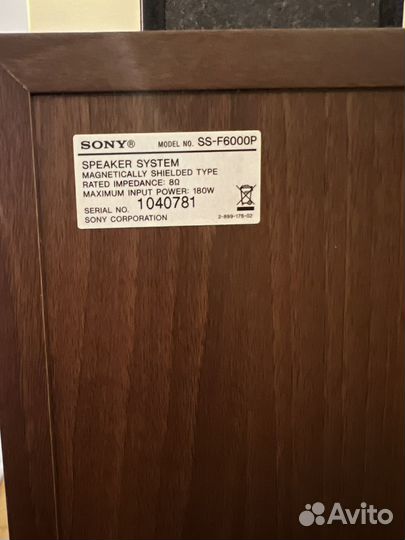 SONY® MODEL NO. SS-F6000P
SPEAKER SYSTEM
MAGNETICALLY SHIELDED TYPE
RATED IMPEDANCE: 8Ω
MAXIMUM INPUT POWER: 180W
SERIAL NO. 1040781
SONY CORPORATION 2-899-178-02
Avito